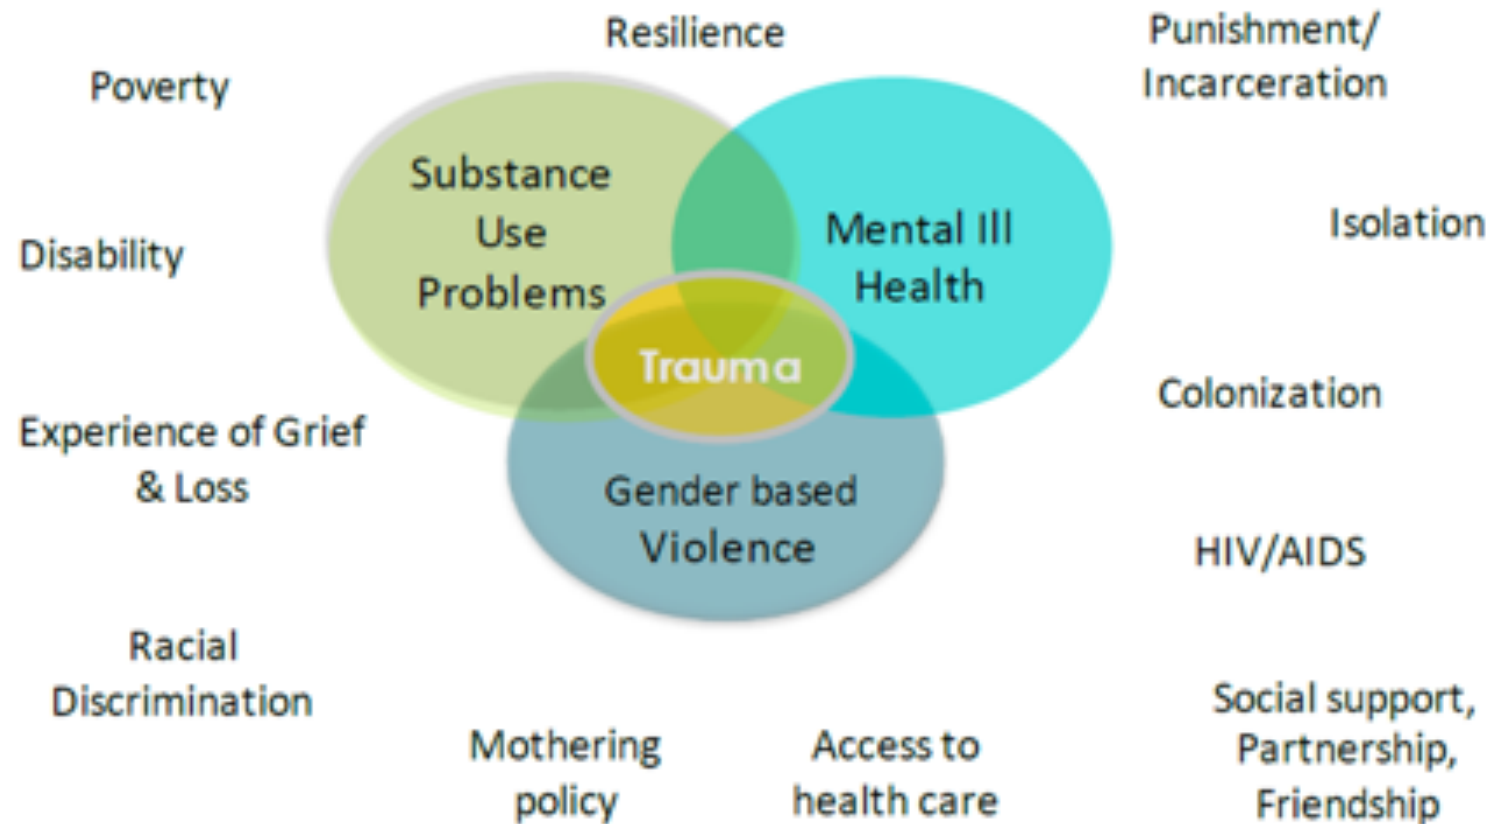 Resilience
Punishment/
Incarceration
Poverty
Substance
Use
Problems
Mental Ill
Health
Isolation
Disability
Trauma
Colonization
Experience of Grief
& Loss
Gender based
Violence
HIV/AIDS
Racial
Discrimination
Mothering
policy
Access to
health care
Social support,
Partnership,
Friendship